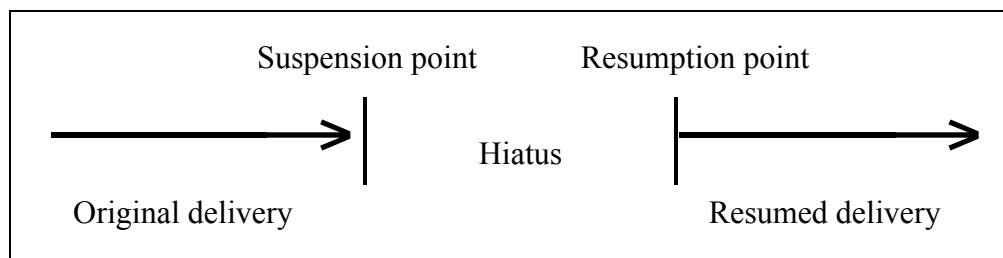 Suspension point Resumption point
Hiatus
Original delivery Resumed delivery